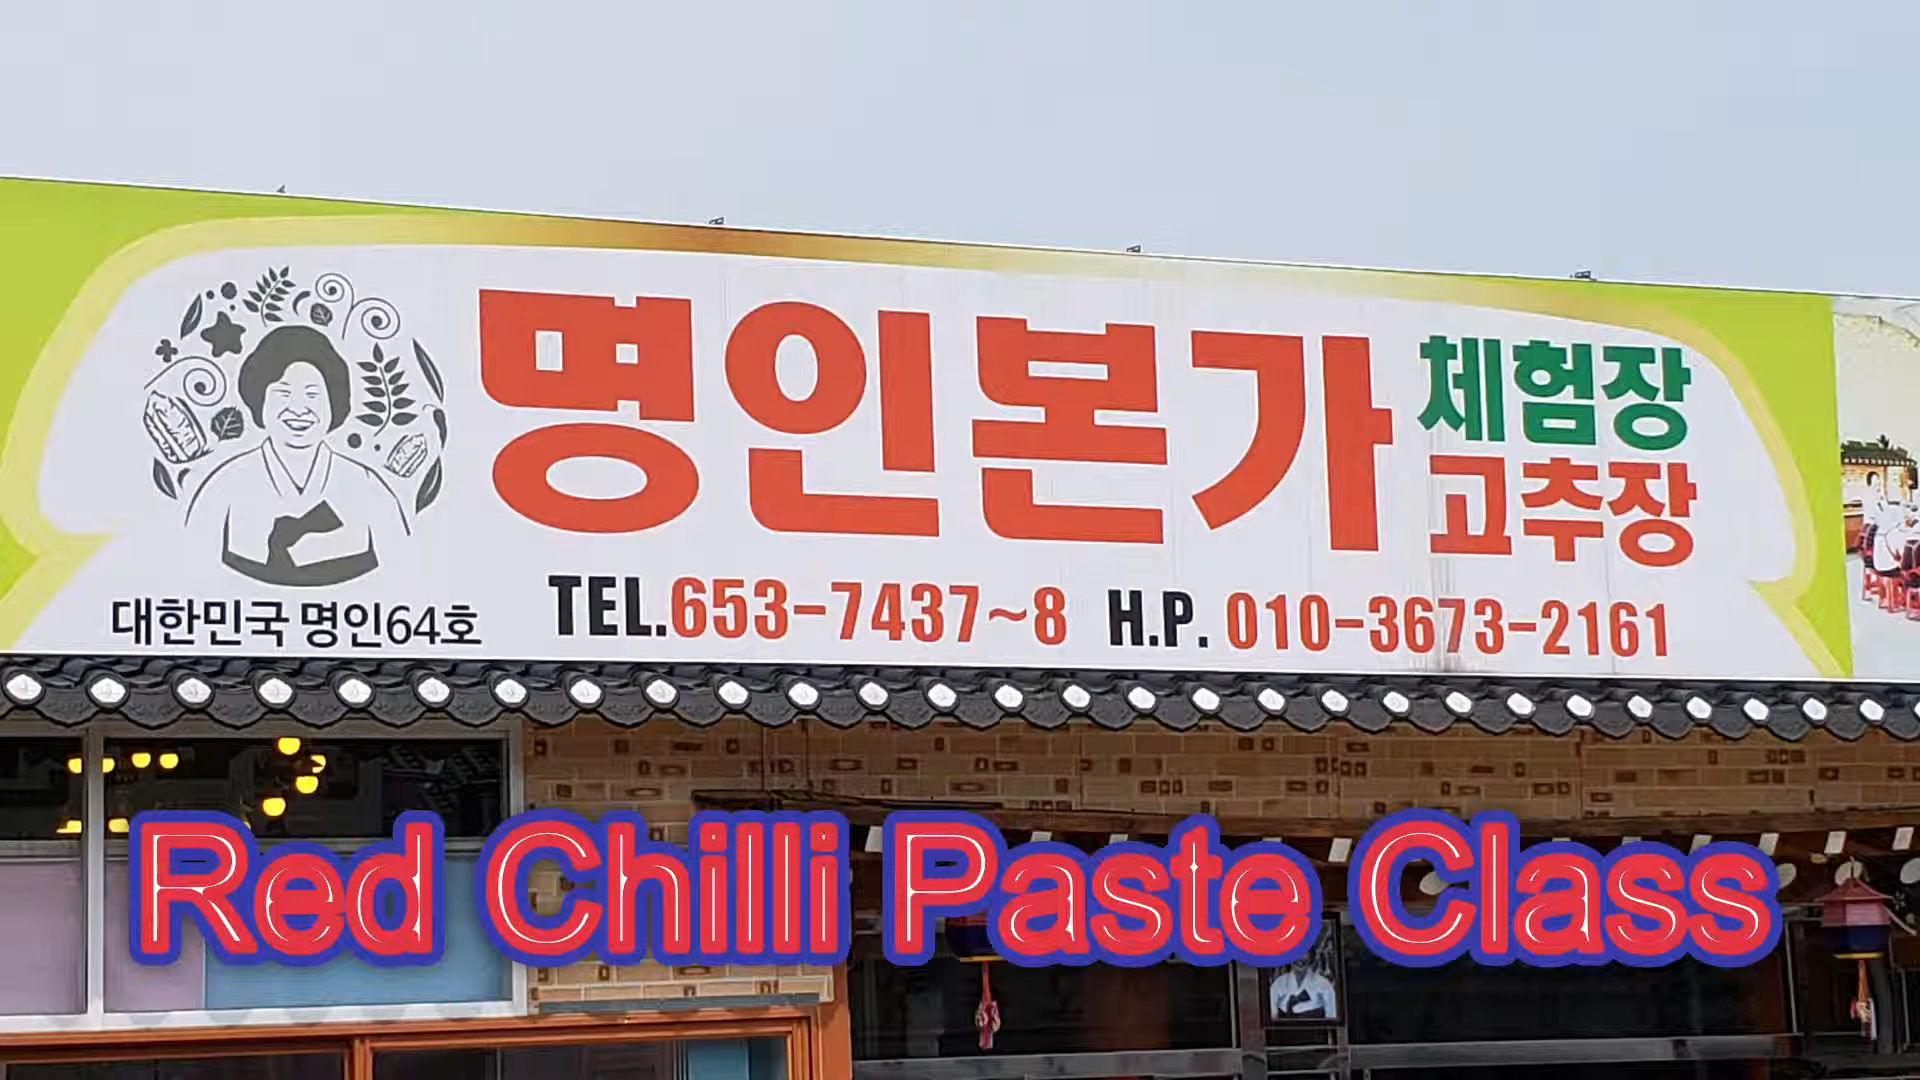 명인본가
체험장
고추장
대한민국 명인64호
TEL.653-7437~8 H.P. 010-3673-2161
Red Chilli Paste Class